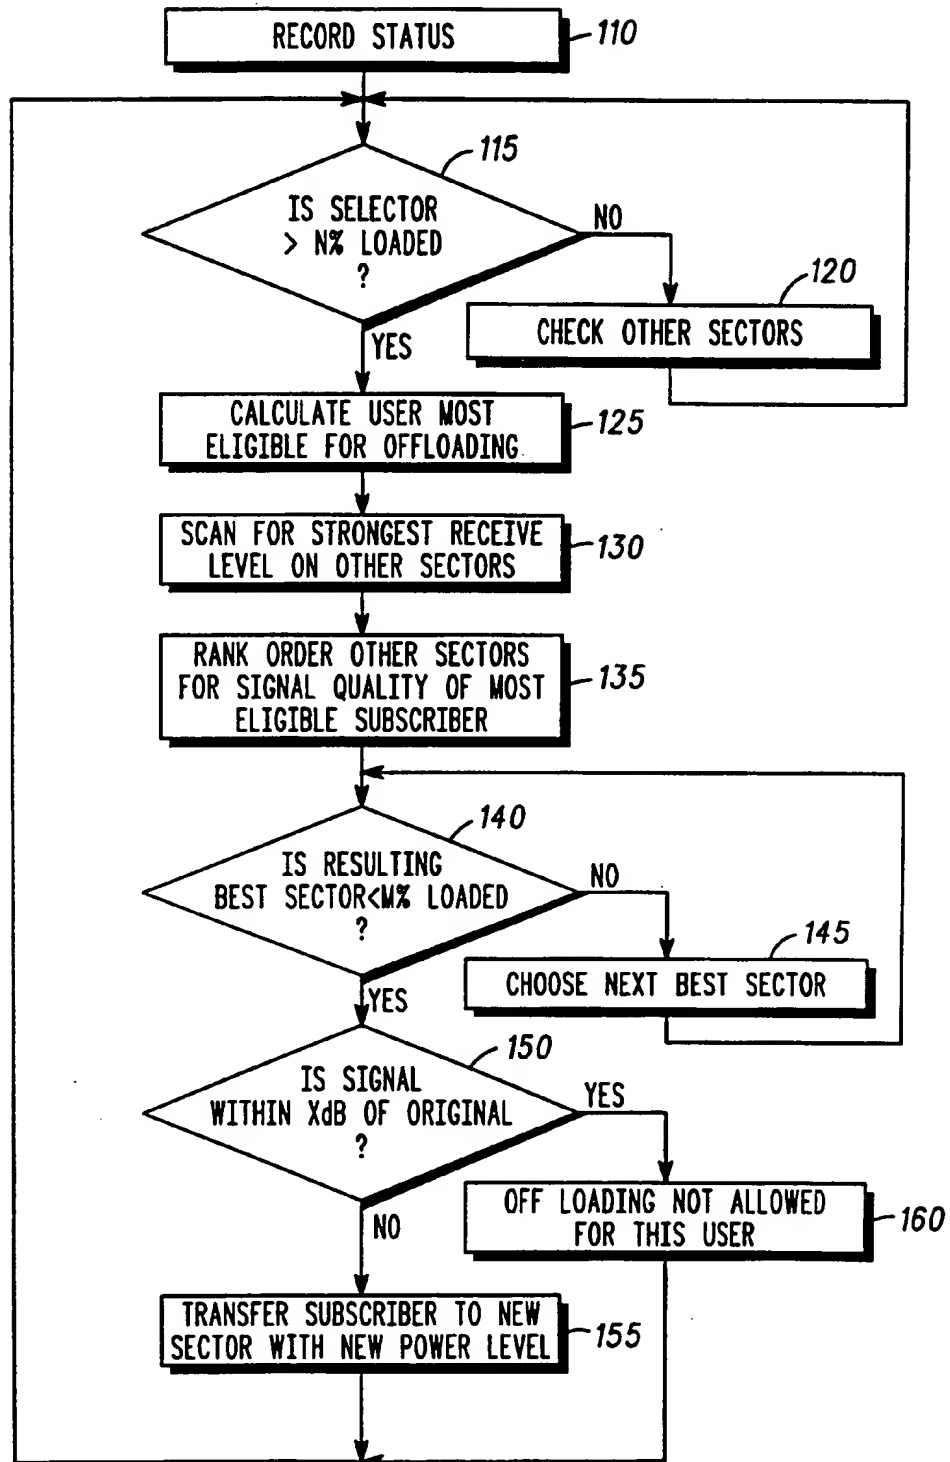 RECORD STATUS
110
115
IS SELECTOR
> N% LOADED
?
NO
120
CHECK OTHER SECTORS
YES
CALCULATE USER MOST
ELIGIBLE FOR OFFLOADING
125
SCAN FOR STRONGEST RECEIVE
LEVEL ON OTHER SECTORS
130
RANK ORDER OTHER SECTORS
FOR SIGNAL QUALITY OF MOST
ELIGIBLE SUBSCRIBER
135
140
IS RESULTING
BEST SECTOR<M% LOADED
?
NO
145
CHOOSE NEXT BEST SECTOR
YES
150
IS SIGNAL
WITHIN XdB OF ORIGINAL
?
YES
OFF LOADING NOT ALLOWED
FOR THIS USER
160
NO
TRANSFER SUBSCRIBER TO NEW
SECTOR WITH NEW POWER LEVEL
155